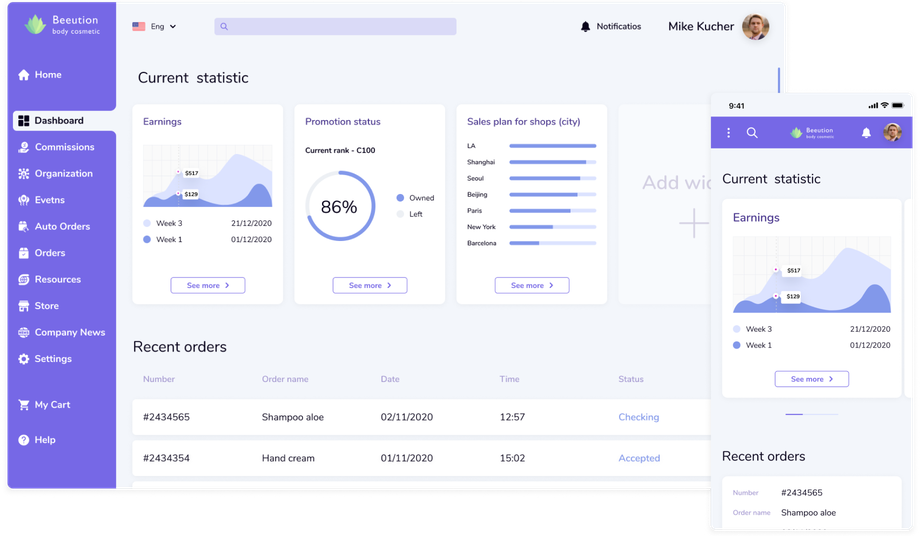 Beeution
body cosmetic
Home
Dashboard
Commissions
Organization
Evetns
Auto Orders
Orders
Resources
Store
Company News
Settings
My Cart
Help
Eng
Notificatios
Mike Kucher
Current statistic
Earnings
$517
$129
Week 3 21/12/2020
Week 1 01/12/2020
See more
Promotion status
Current rank - C100
86%
Owned
Left
See more
Sales plan for shops (city)
LA
Shanghai
Seoul
Beijing
Paris
New York
Barcelona
See more
Add wid
Recent orders
Number Order name Date Time Status
#2434565 Shampoo aloe 02/11/2020 12:57 Checking
#2434354 Hand cream 01/11/2020 15:02 Accepted
9:41
Beeution
body cosmetic
Current statistic
Earnings
$517
$129
Week 3 21/12/2020
Week 1 01/12/2020
See more
Recent orders
Number #2434565
Order name Shampoo aloe